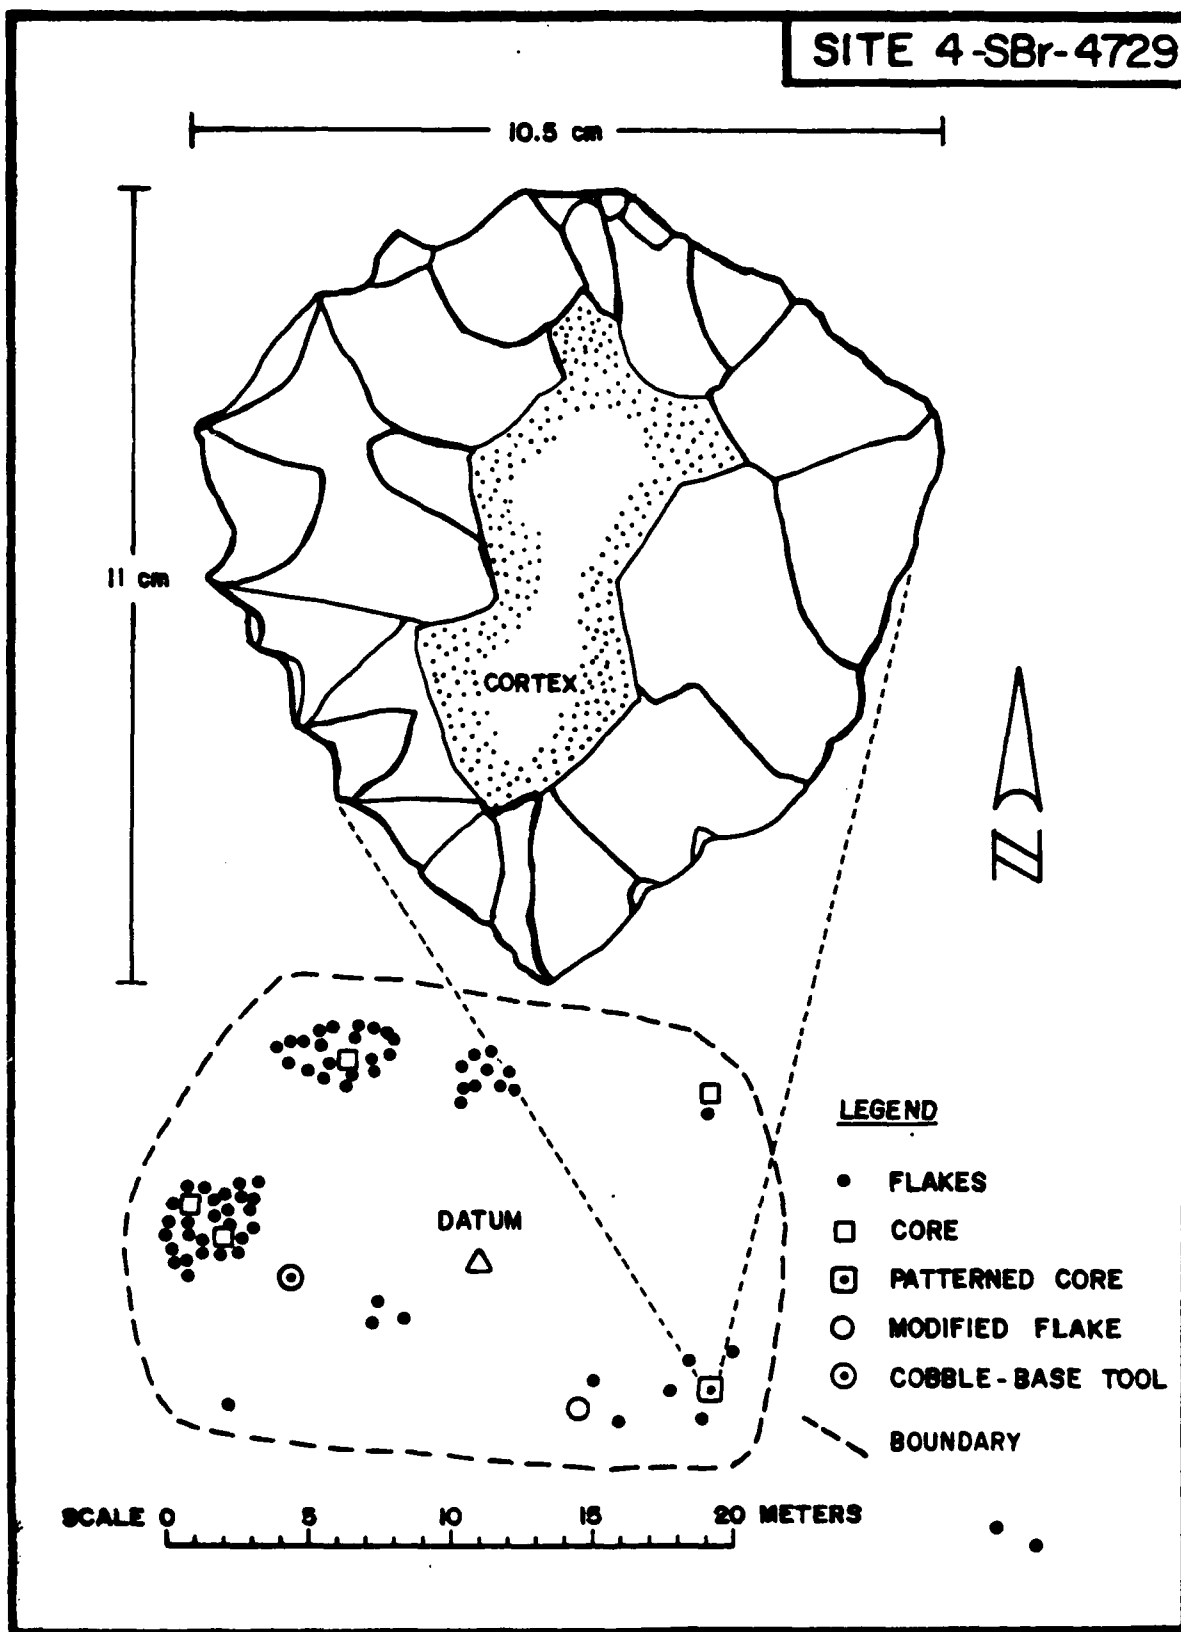 SITE 4-SBr-4729
10.5 cm
11 cm
CORTEX
N
DATUM
LEGEND
FLAKES
CORE
PATTERNED CORE
MODIFIED FLAKE
COBBLE-BASE TOOL
BOUNDARY
SCALE 0 5 10 15 20 METERS